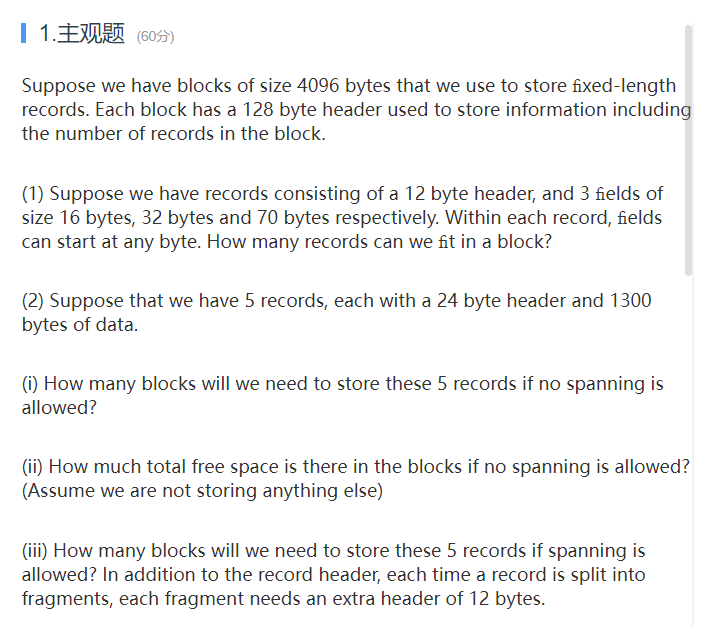 1.主观题 (60分)
Suppose we have blocks of size 4096 bytes that we use to store fixed-length
records. Each block has a 128 byte header used to store information including
the number of records in the block.
(1) Suppose we have records consisting of a 12 byte header, and 3 fields of
size 16 bytes, 32 bytes and 70 bytes respectively. Within each record, fields
can start at any byte. How many records can we fit in a block?
(2) Suppose that we have 5 records, each with a 24 byte header and 1300
bytes of data.
(i) How many blocks will we need to store these 5 records if no spanning is
allowed?
(ii) How much total free space is there in the blocks if no spanning is allowed?
(Assume we are not storing anything else)
(iii) How many blocks will we need to store these 5 records if spanning is
allowed? In addition to the record header, each time a record is split into
fragments, each fragment needs an extra header of 12 bytes.